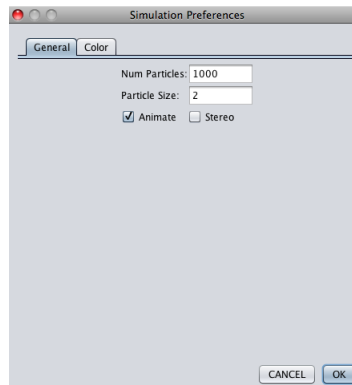 Simulation Preferences
General Color
Num Particles: 1000
Particle Size: 2
Animate Stereo
CANCEL OK